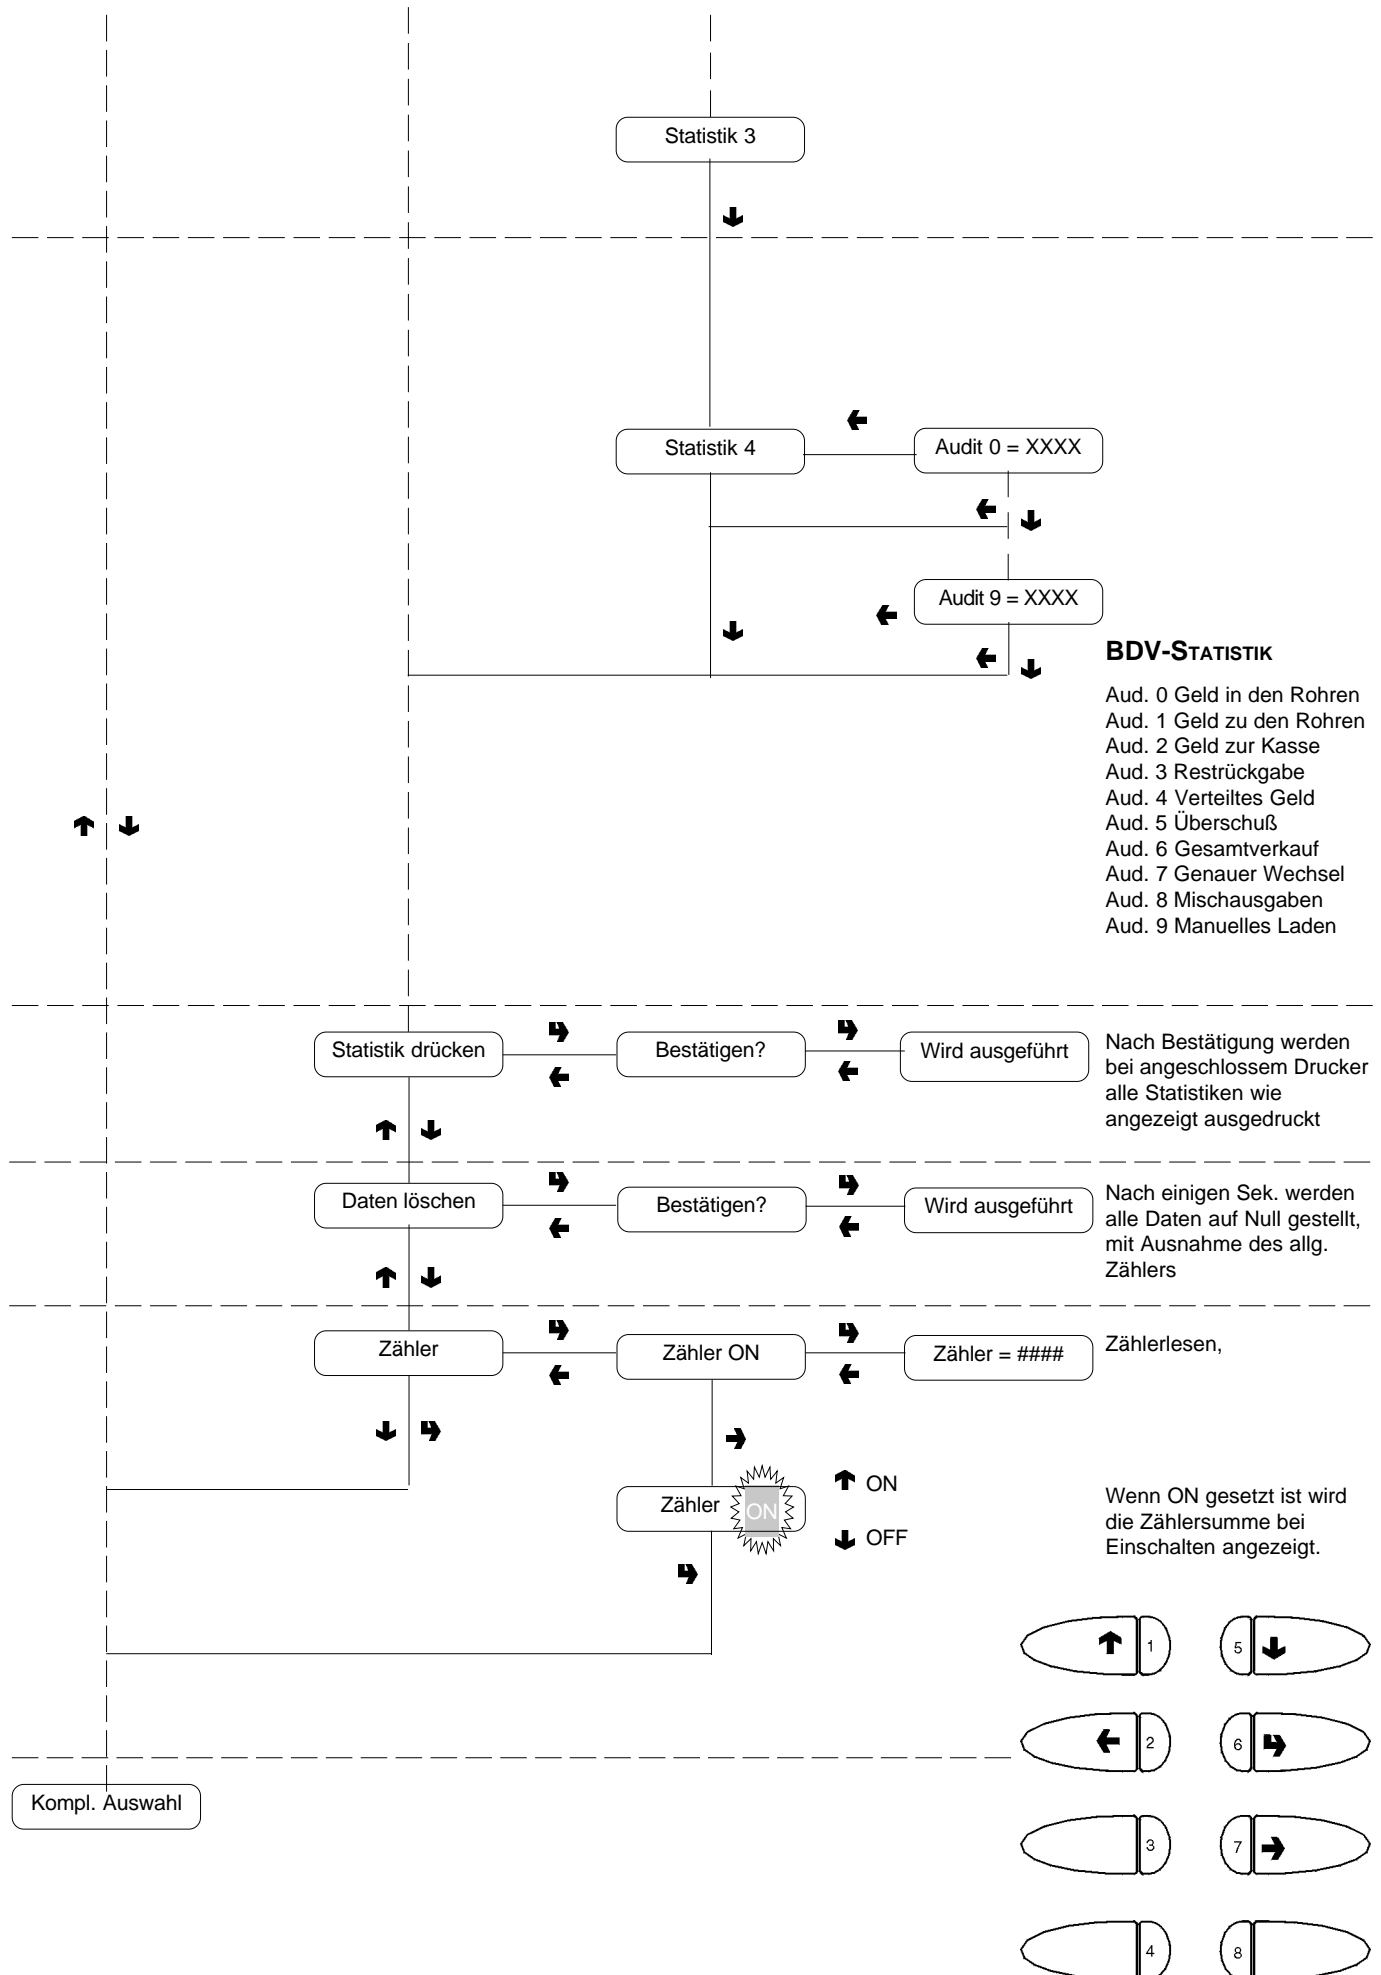 Statistik 3
Statistik 4
Audit 0 = XXXX
Audit 9 = XXXX
BDV-STATISTIK
Aud. 0 Geld in den Rohren
Aud. 1 Geld zu den Rohren
Aud. 2 Geld zur Kasse
Aud. 3 Restrückgabe
Aud. 4 Verteiltes Geld
Aud. 5 Überschuß
Aud. 6 Gesamtverkauf
Aud. 7 Genauer Wechsel
Aud. 8 Mischausgaben
Aud. 9 Manuelles Laden
Statistik drücken
Bestätigen?
Wird ausgeführt
Nach Bestätigung werden
bei angeschlossem Drucker
alle Statistiken wie
angezeigt ausgedruckt
Daten löschen
Bestätigen?
Wird ausgeführt
Nach einigen Sek. werden
alle Daten auf Null gestellt,
mit Ausnahme des allg.
Zählers
Zähler
Zähler ON
Zähler = ####
Zählerlesen,
Zähler ON
ON
OFF
Wenn ON gesetzt ist wird
die Zählersumme bei
Einschalten angezeigt.
1
5
2
6
Kompl. Auswahl
3
7
4
8